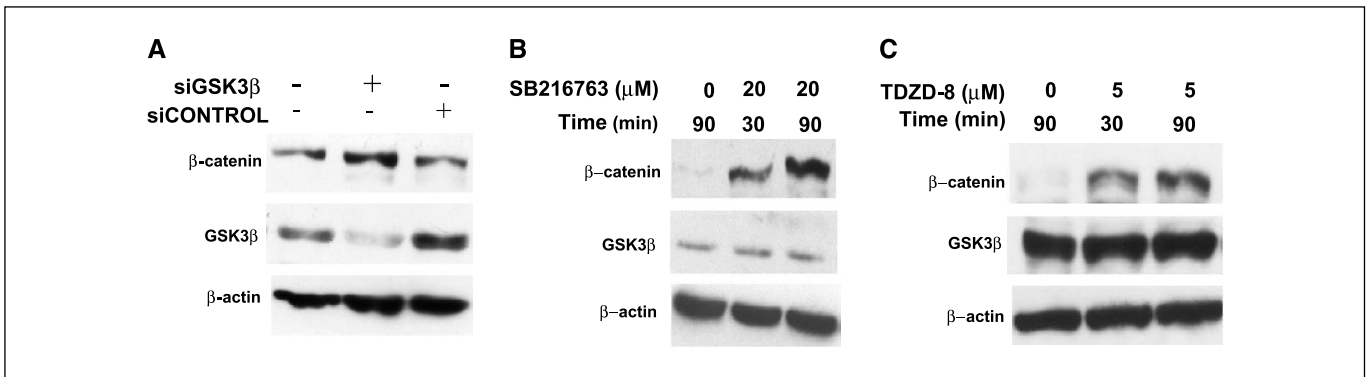 A
siGSK3β - + -
siCONTROL - - +
β-catenin
GSK3β
β-actin
B
SB216763 (μM) 0 20 20
Time (min) 90 30 90
β–catenin
GSK3β
β–actin
C
TDZD-8 (μM) 0 5 5
Time (min) 90 30 90
β–catenin
GSK3β
β–actin